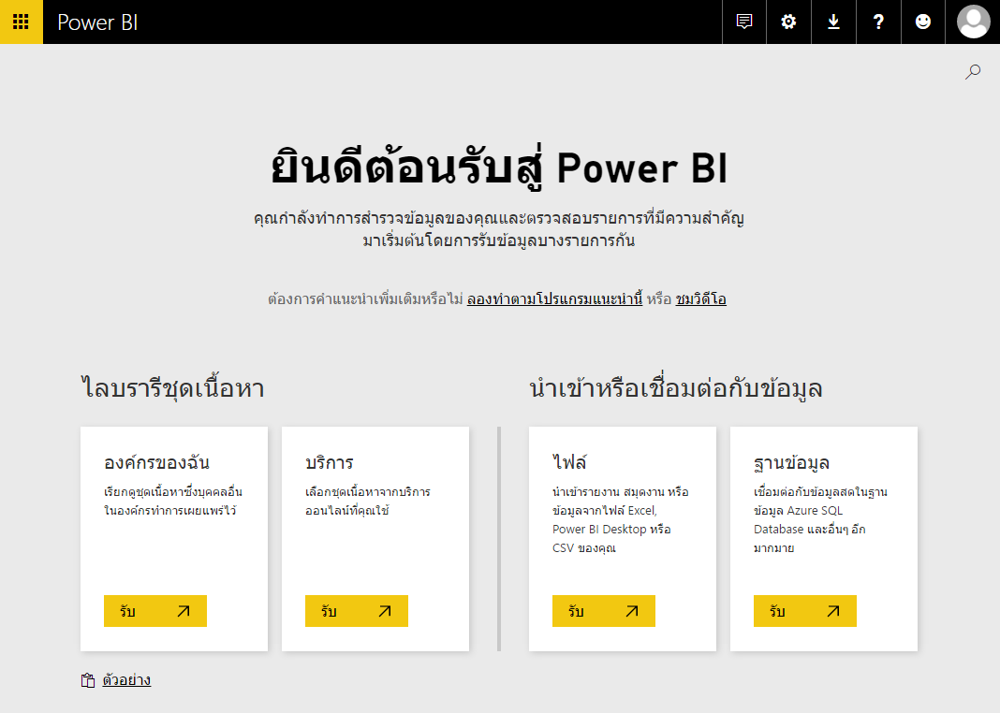 Power BI
ยินดีต้อนรับสู่ Power BI
คุณกำลังทำการสำรวจข้อมูลของคุณและตรวจสอบรายการที่มีความสำคัญ
มาเริ่มต้นโดยการรับข้อมูลบางรายการกัน
ต้องการคำแนะนำเพิ่มเติมหรือไม่ ลองทำตามโปรแกรมแนะนำนี้ หรือ ชมวิดีโอ
ไลบรารีชุดเนื้อหา
องค์กรของฉัน
เรียกดูชุดเนื้อหาซึ่งบุคคลอื่น
ในองค์กรทำการเผยแพร่ไว้
รับ
บริการ
เลือกชุดเนื้อหาจากบริการ
ออนไลน์ที่คุณใช้
รับ
นำเข้าหรือเชื่อมต่อกับข้อมูล
ไฟล์
นำเข้ารายงาน สมุดงาน หรือ
ข้อมูลจากไฟล์ Excel,
Power BI Desktop หรือ
CSV ของคุณ
รับ
ฐานข้อมูล
เชื่อมต่อกับข้อมูลสดในฐาน
ข้อมูล Azure SQL
Database และอื่นๆ อีก
มากมาย
รับ
ตัวอย่าง